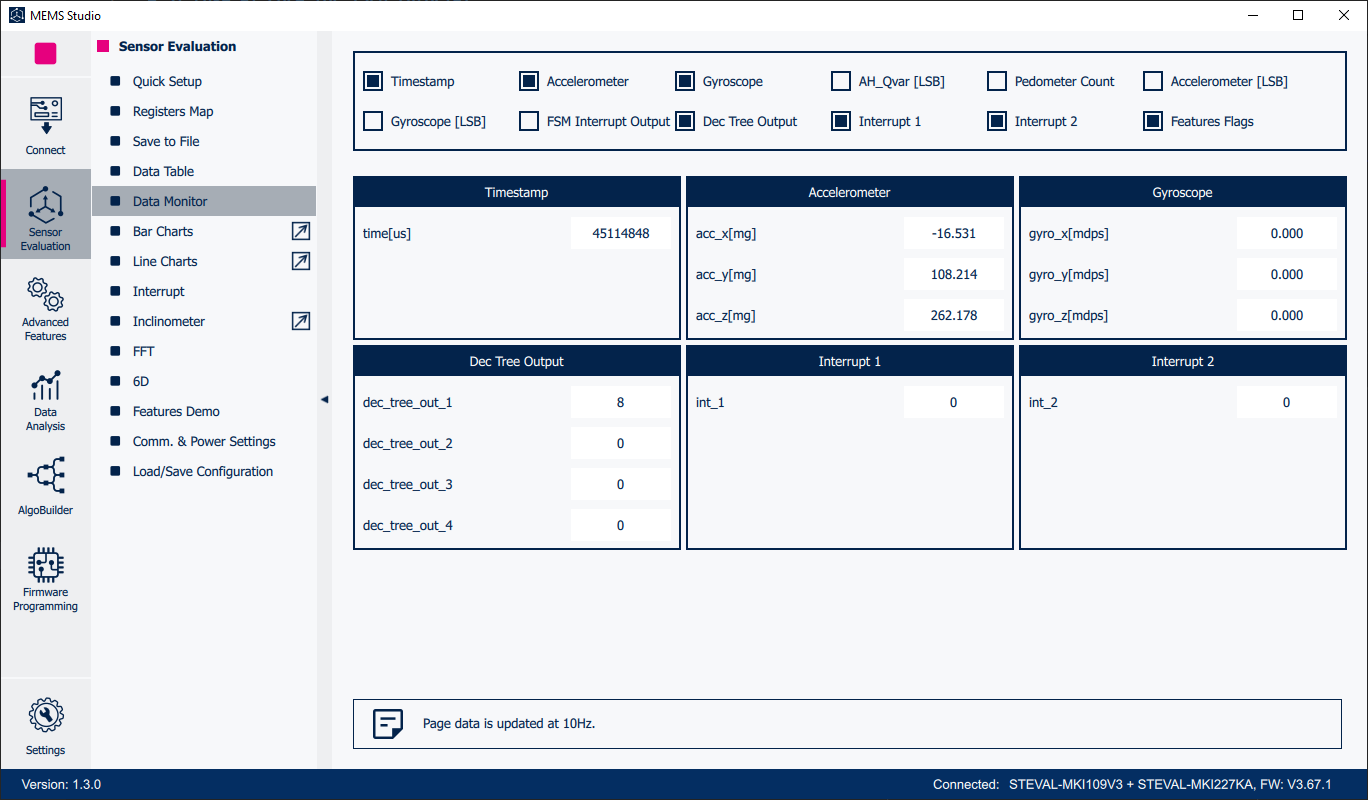 MEMS Studio
Sensor Evaluation
Quick Setup
Registers Map
Save to File
Data Table
Data Monitor
Bar Charts
Line Charts
Interrupt
Inclinometer
FFT
6D
Features Demo
Comm. & Power Settings
Load/Save Configuration
Connect
Sensor
Evaluation
Advanced
Features
Data
Analysis
AlgoBuilder
Firmware
Programming
Settings
Timestamp Accelerometer Gyroscope AH_Qvar [LSB] Pedometer Count Accelerometer [LSB]
Gyroscope [LSB] FSM Interrupt Output Dec Tree Output Interrupt 1 Interrupt 2 Features Flags
Timestamp
time[us] 45114848
Accelerometer
acc_x[mg] -16.531
acc_y[mg] 108.214
acc_z[mg] 262.178
Gyroscope
gyro_x[mdps] 0.000
gyro_y[mdps] 0.000
gyro_z[mdps] 0.000
Dec Tree Output
dec_tree_out_1 8
dec_tree_out_2 0
dec_tree_out_3 0
dec_tree_out_4 0
Interrupt 1
int_1 0
Interrupt 2
int_2 0
Page data is updated at 10Hz.
Version: 1.3.0
Connected: STEVAL-MKI109V3 + STEVAL-MKI227KA, FW: V3.67.1